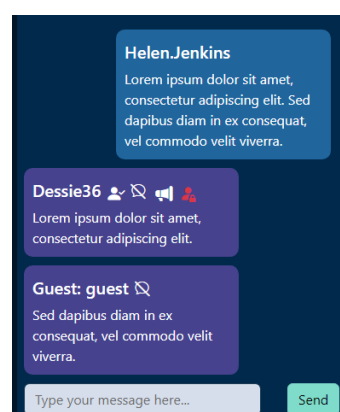 Helen.Jenkins
Lorem ipsum dolor sit amet,
consectetur adipiscing elit. Sed
dapibus diam in ex consequat,
vel commodo velit viverra.
Dessie36
Lorem ipsum dolor sit amet,
consectetur adipiscing elit.
Guest: guest
Sed dapibus diam in ex
consequat, vel commodo velit
viverra.
Type your message here...
Send